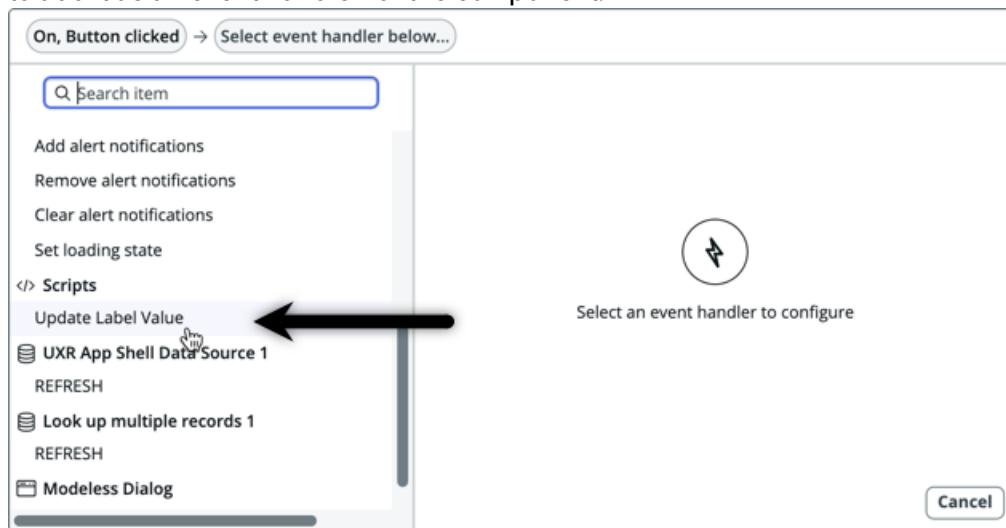 On, Button clicked → Select event handler below...
Search item
Add alert notifications
Remove alert notifications
Clear alert notifications
Set loading state
</> Scripts
Update Label Value
UXR App Shell Data Source 1
REFRESH
Look up multiple records 1
REFRESH
Modeless Dialog
Select an event handler to configure
Cancel